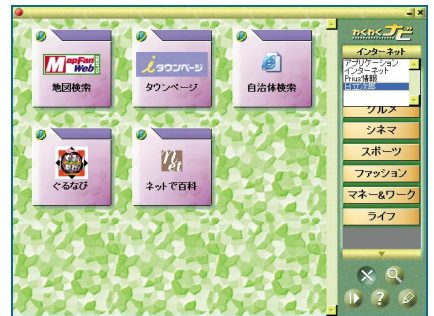 MapFan
Web
地図検索
iタウンページ
タウンページ
自治体検索
ぐるなび
Net
ネットで百科
わくわくナビ
インターネット
アプリケーション
インターネット
Prius情報
日立次郎
グルメ
シネマ
スポーツ
ファッション
マネー&ワーク
ライフ
?